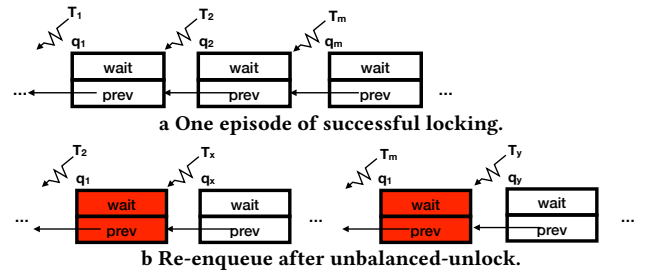 T1 T2 Tm
q1 q2 qm
wait wait wait
... prev prev prev ...
a One episode of successful locking.
T2 Tx Tm Ty
q1 qx q1 qy
wait wait wait wait
... prev prev ... prev prev ...
b Re-enqueue after unbalanced-unlock.